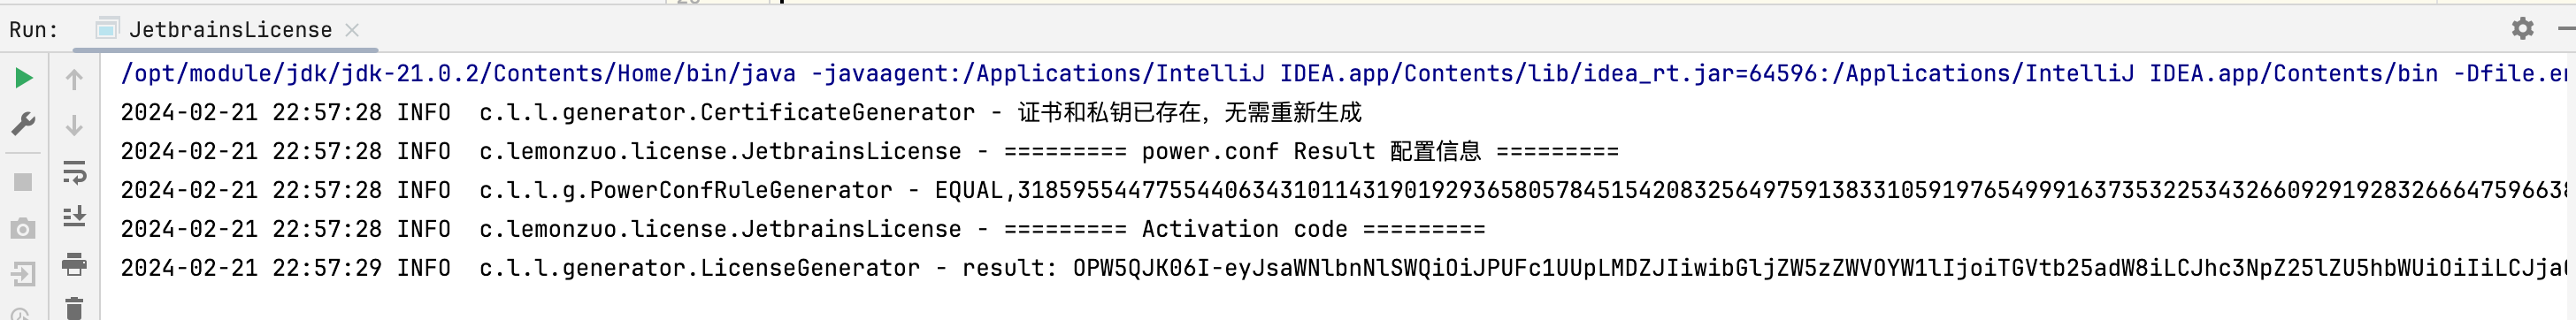 Run: JetbrainsLicense
/opt/module/jdk/jdk-21.0.2/Contents/Home/bin/java -javaagent:/Applications/IntelliJ IDEA.app/Contents/lib/idea_rt.jar=64596:/Applications/IntelliJ IDEA.app/Contents/bin -Dfile.en
2024-02-21 22:57:28 INFO  c.l.l.generator.CertificateGenerator - 证书和私钥已存在，无需重新生成
2024-02-21 22:57:28 INFO  c.lemonzuo.license.JetbrainsLicense - ========= power.conf Result 配置信息 =========
2024-02-21 22:57:28 INFO  c.l.l.g.PowerConfRuleGenerator - EQUAL,318595544775544063431011431901929365805784515420832564975913833105919765499916373532253432660929192832666475966638
2024-02-21 22:57:28 INFO  c.lemonzuo.license.JetbrainsLicense - ========= Activation code =========
2024-02-21 22:57:29 INFO  c.l.l.generator.LicenseGenerator - result: OPW5QJK06I-eyJsaWNlbnNlSWQiOiJPUFc1UUpLMDZJIiwibGljZW5zZWVOYW1lIjoiTGVtb25adW8iLCJhc3NpZ25lZU5hbWUiOiIiLCJja